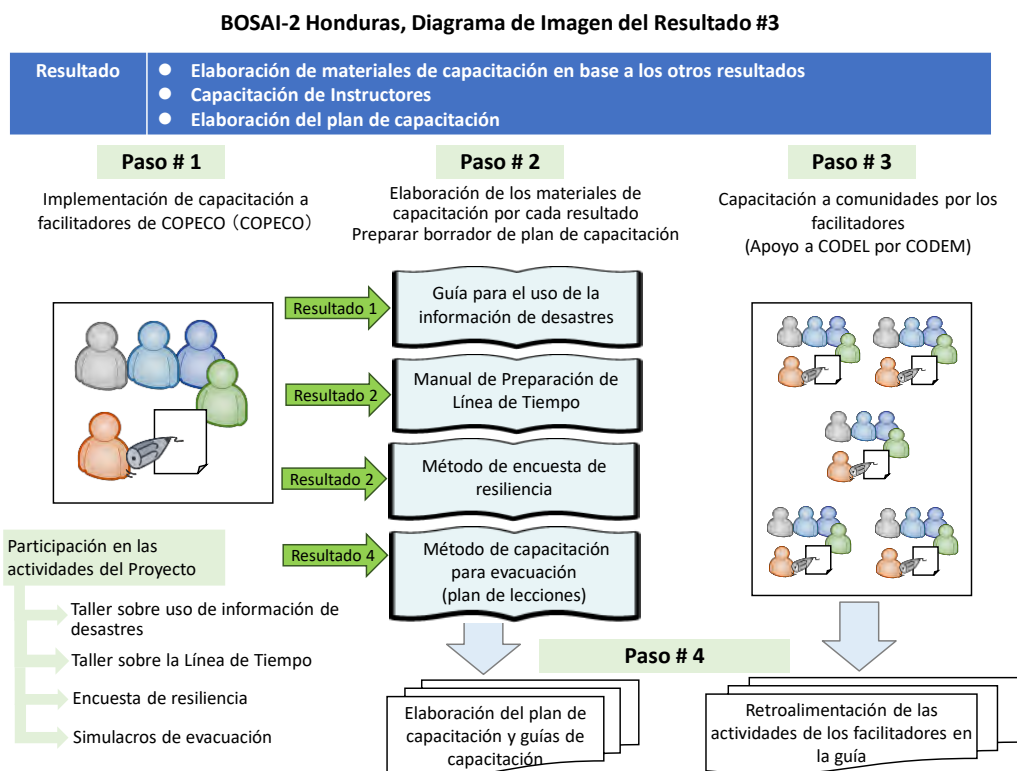 BOSAI-2 Honduras, Diagrama de Imagen del Resultado #3
Resultado
● Elaboración de materiales de capacitación en base a los otros resultados
● Capacitación de Instructores
● Elaboración del plan de capacitación
Paso # 1
Implementación de capacitación a
facilitadores de COPECO（COPECO）
Paso # 2
Elaboración de los materiales de
capacitación por cada resultado
Preparar borrador de plan de capacitación
Paso # 3
Capacitación a comunidades por los
facilitadores
(Apoyo a CODEL por CODEM)
Resultado 1
Guía para el uso de la
información de desastres
Resultado 2
Manual de Preparación de
Línea de Tiempo
Resultado 2
Método de encuesta de
resiliencia
Resultado 4
Método de capacitación
para evacuación
(plan de lecciones)
Participación en las
actividades del Proyecto
Taller sobre uso de información de
desastres
Taller sobre la Línea de Tiempo
Encuesta de resiliencia
Simulacros de evacuación
Paso # 4
Elaboración del plan de
capacitación y guías de
capacitación
Retroalimentación de las
actividades de los facilitadores en
la guía